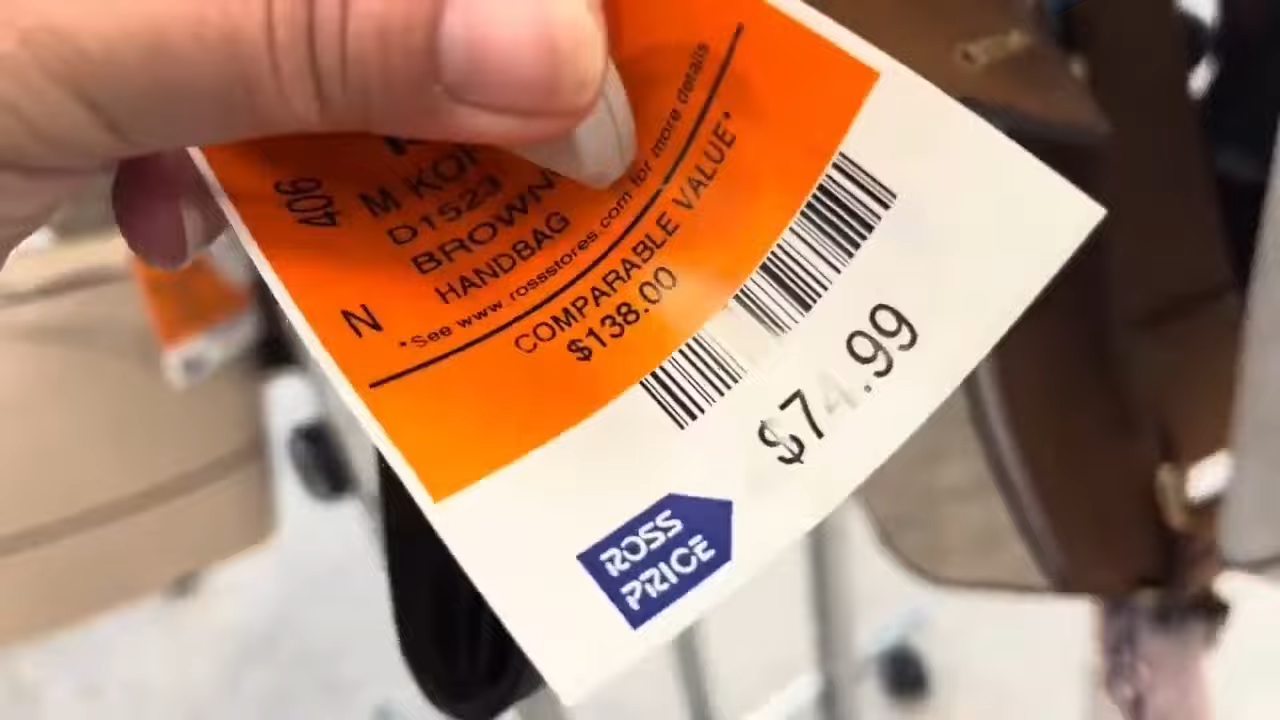 406
M KOR
D1523
BROWN
HANDBAG
N
*See www.rossstores.com for more details
COMPARABLE VALUE*
$138.00
$74.99
ROSS
PRICE